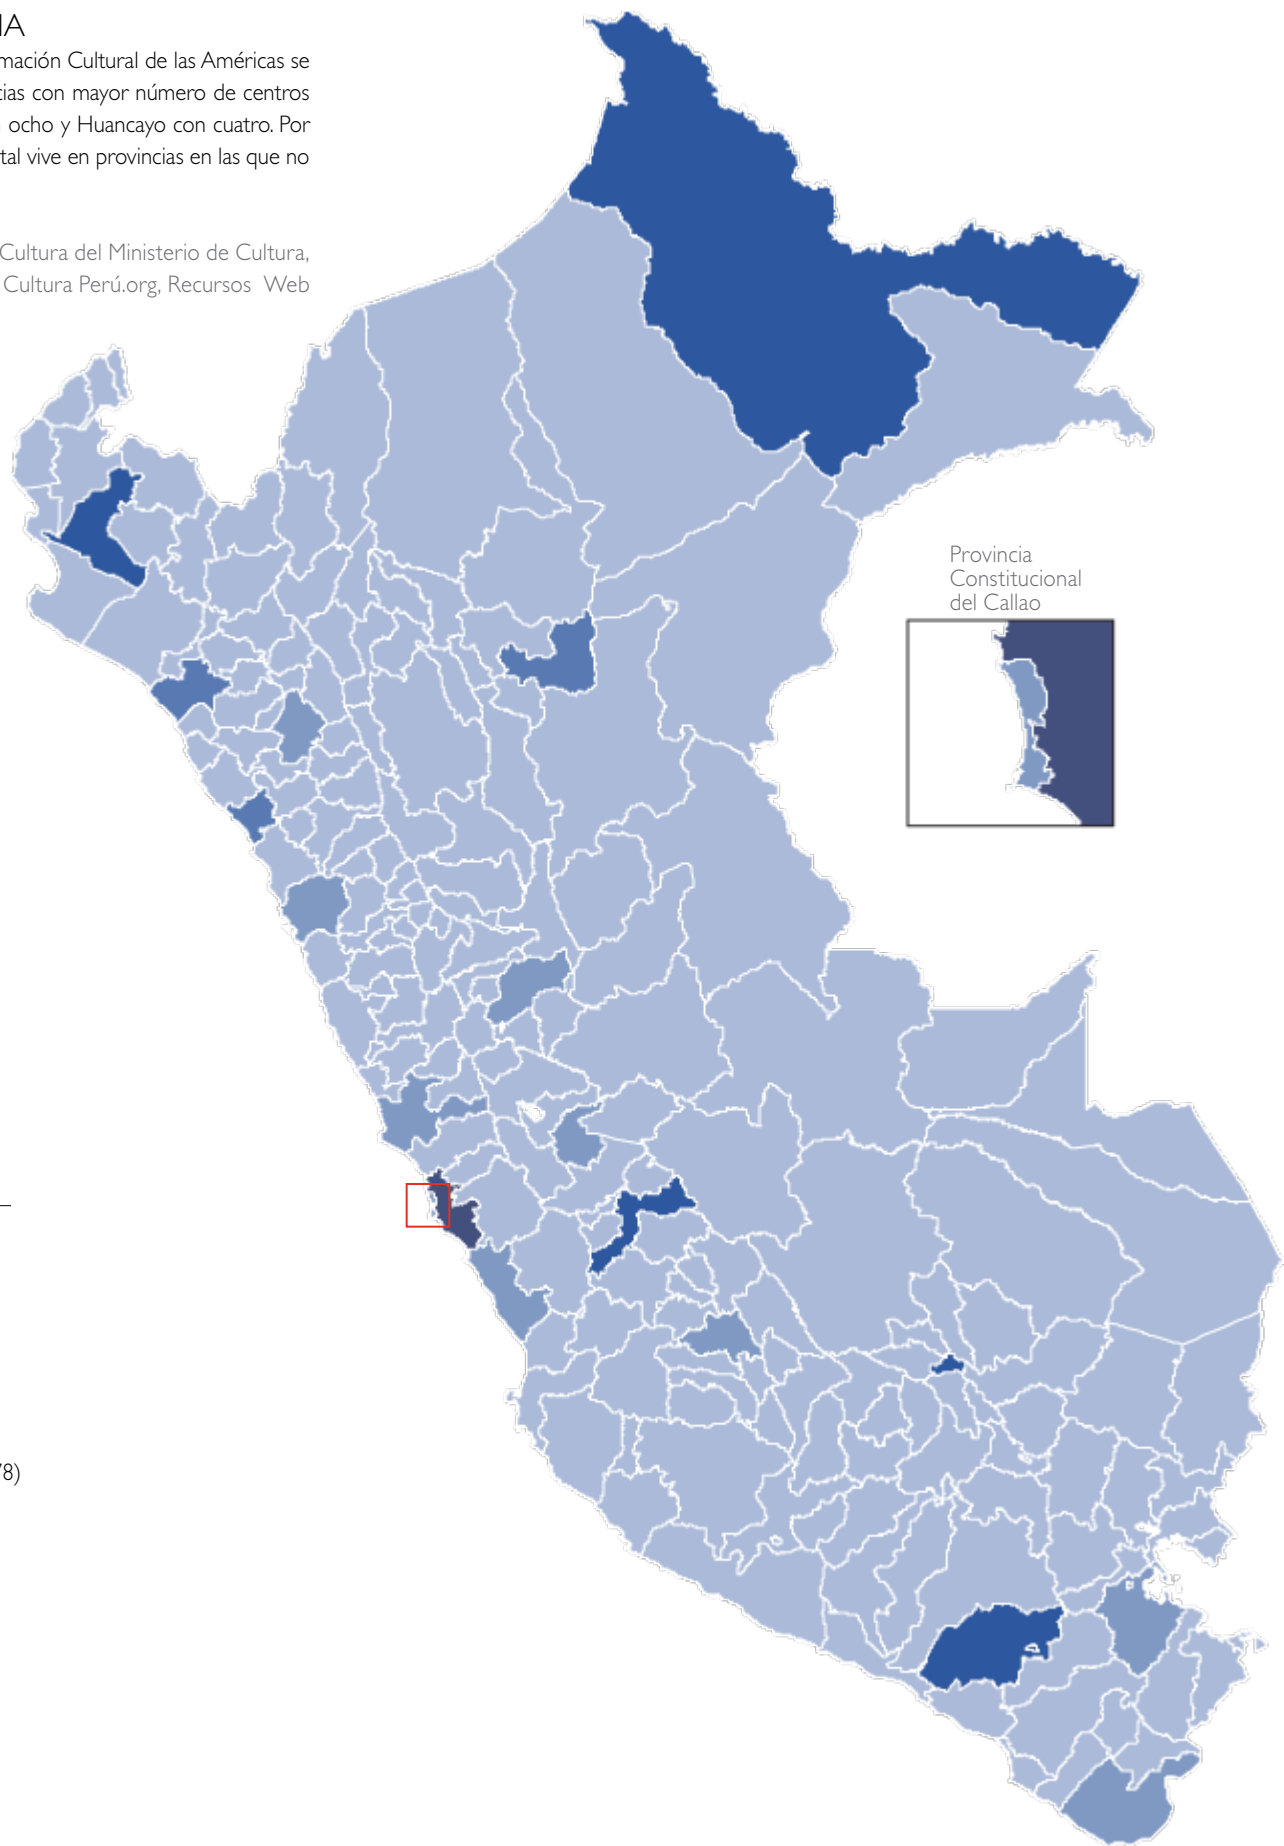 IA
mación Cultural de las Américas se
cias con mayor número de centros
ocho y Huancayo con cuatro. Por
tal vive en provincias en las que no
Cultura del Ministerio de Cultura,
Cultura Perú.org, Recursos Web
Provincia
Constitucional
del Callao
78)